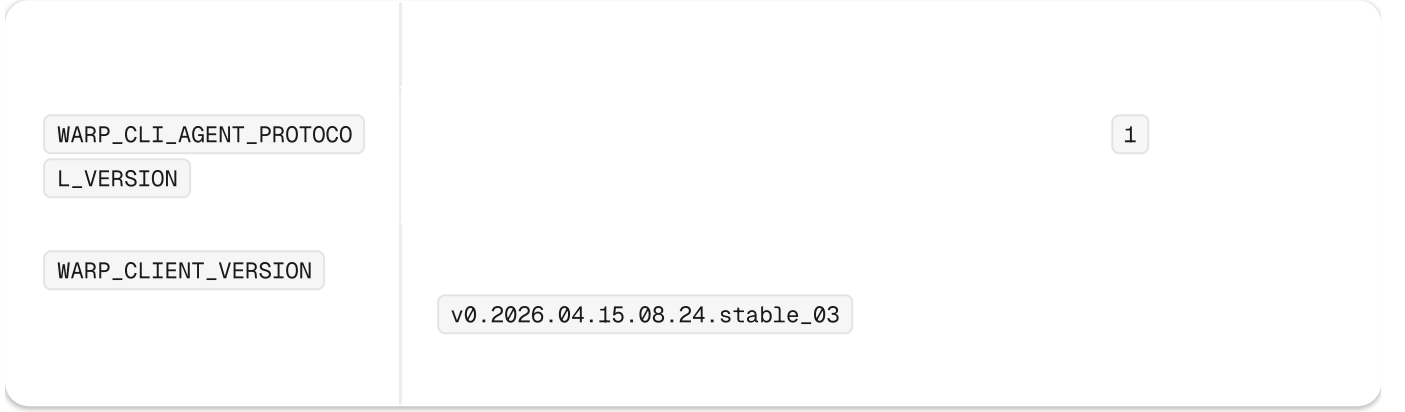 WARP_CLI_AGENT_PROTOCO 1
L_VERSION
WARP_CLIENT_VERSION
v0.2026.04.15.08.24.stable_03